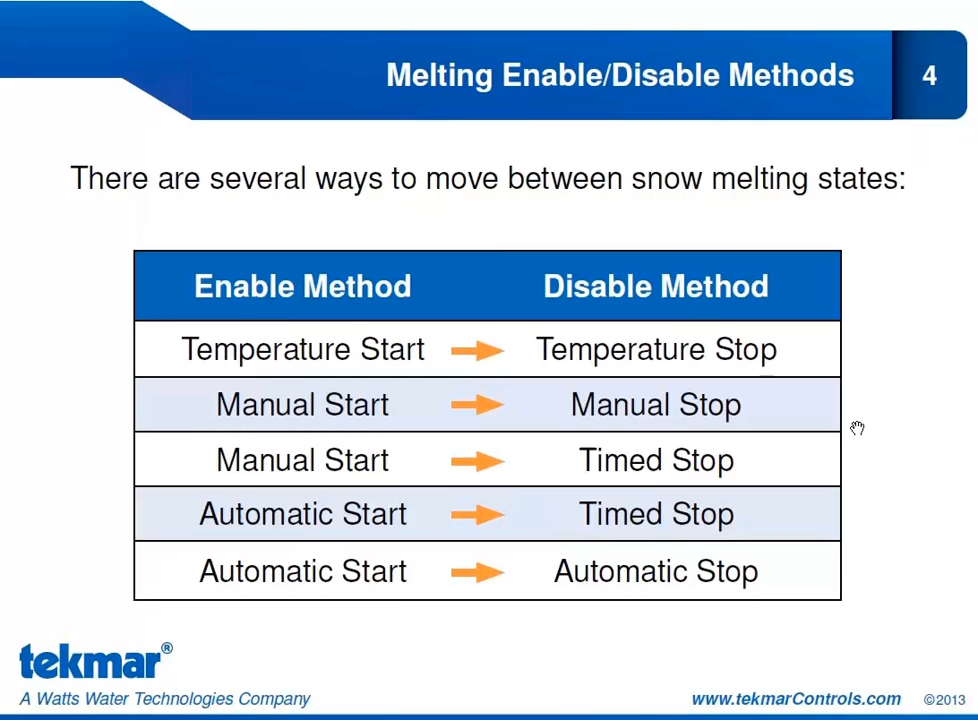 Melting Enable/Disable Methods
4
There are several ways to move between snow melting states:
Enable Method Disable Method
Temperature Start Temperature Stop
Manual Start Manual Stop
Manual Start Timed Stop
Automatic Start Timed Stop
Automatic Start Automatic Stop
tekmar®
A Watts Water Technologies Company
www.tekmarControls.com ©2013